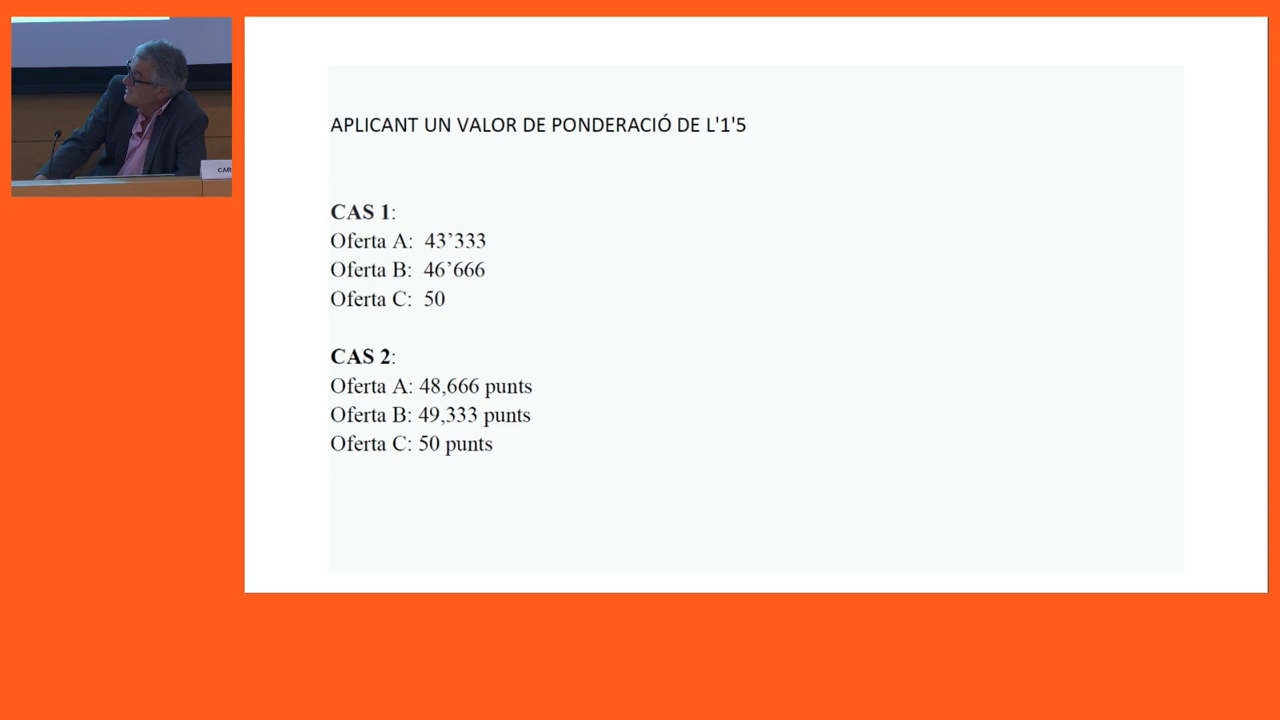 CAR
APLICANT UN VALOR DE PONDERACIÓ DE L'1'5
CAS 1:
Oferta A: 43’333
Oferta B: 46’666
Oferta C: 50
CAS 2:
Oferta A: 48,666 punts
Oferta B: 49,333 punts
Oferta C: 50 punts